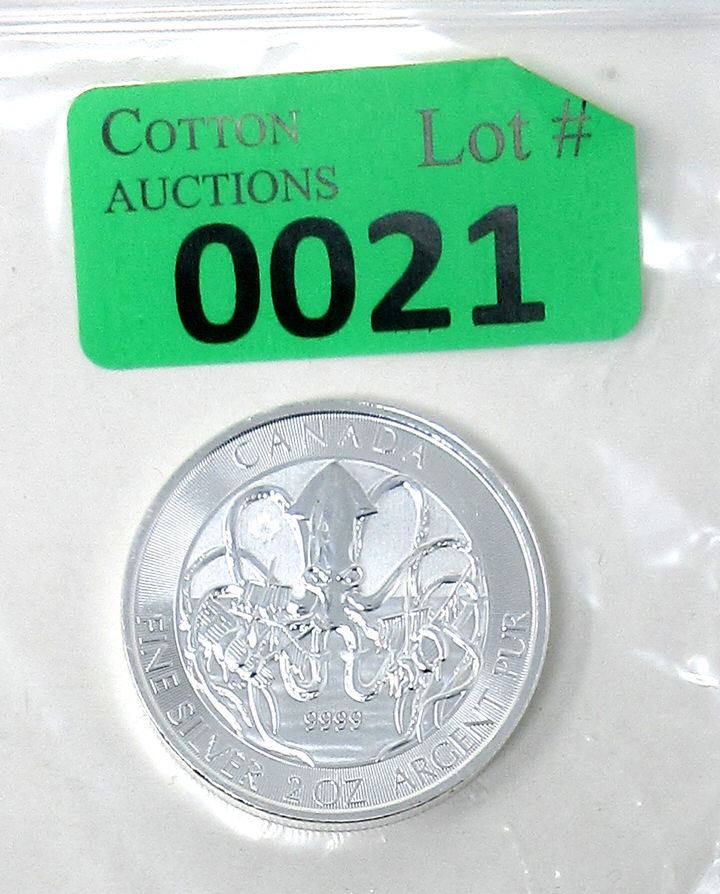 COTTON
AUCTIONS
Lot #
0021
CANADA
9999
FINE SILVER 2 OZ ARGENT PUR